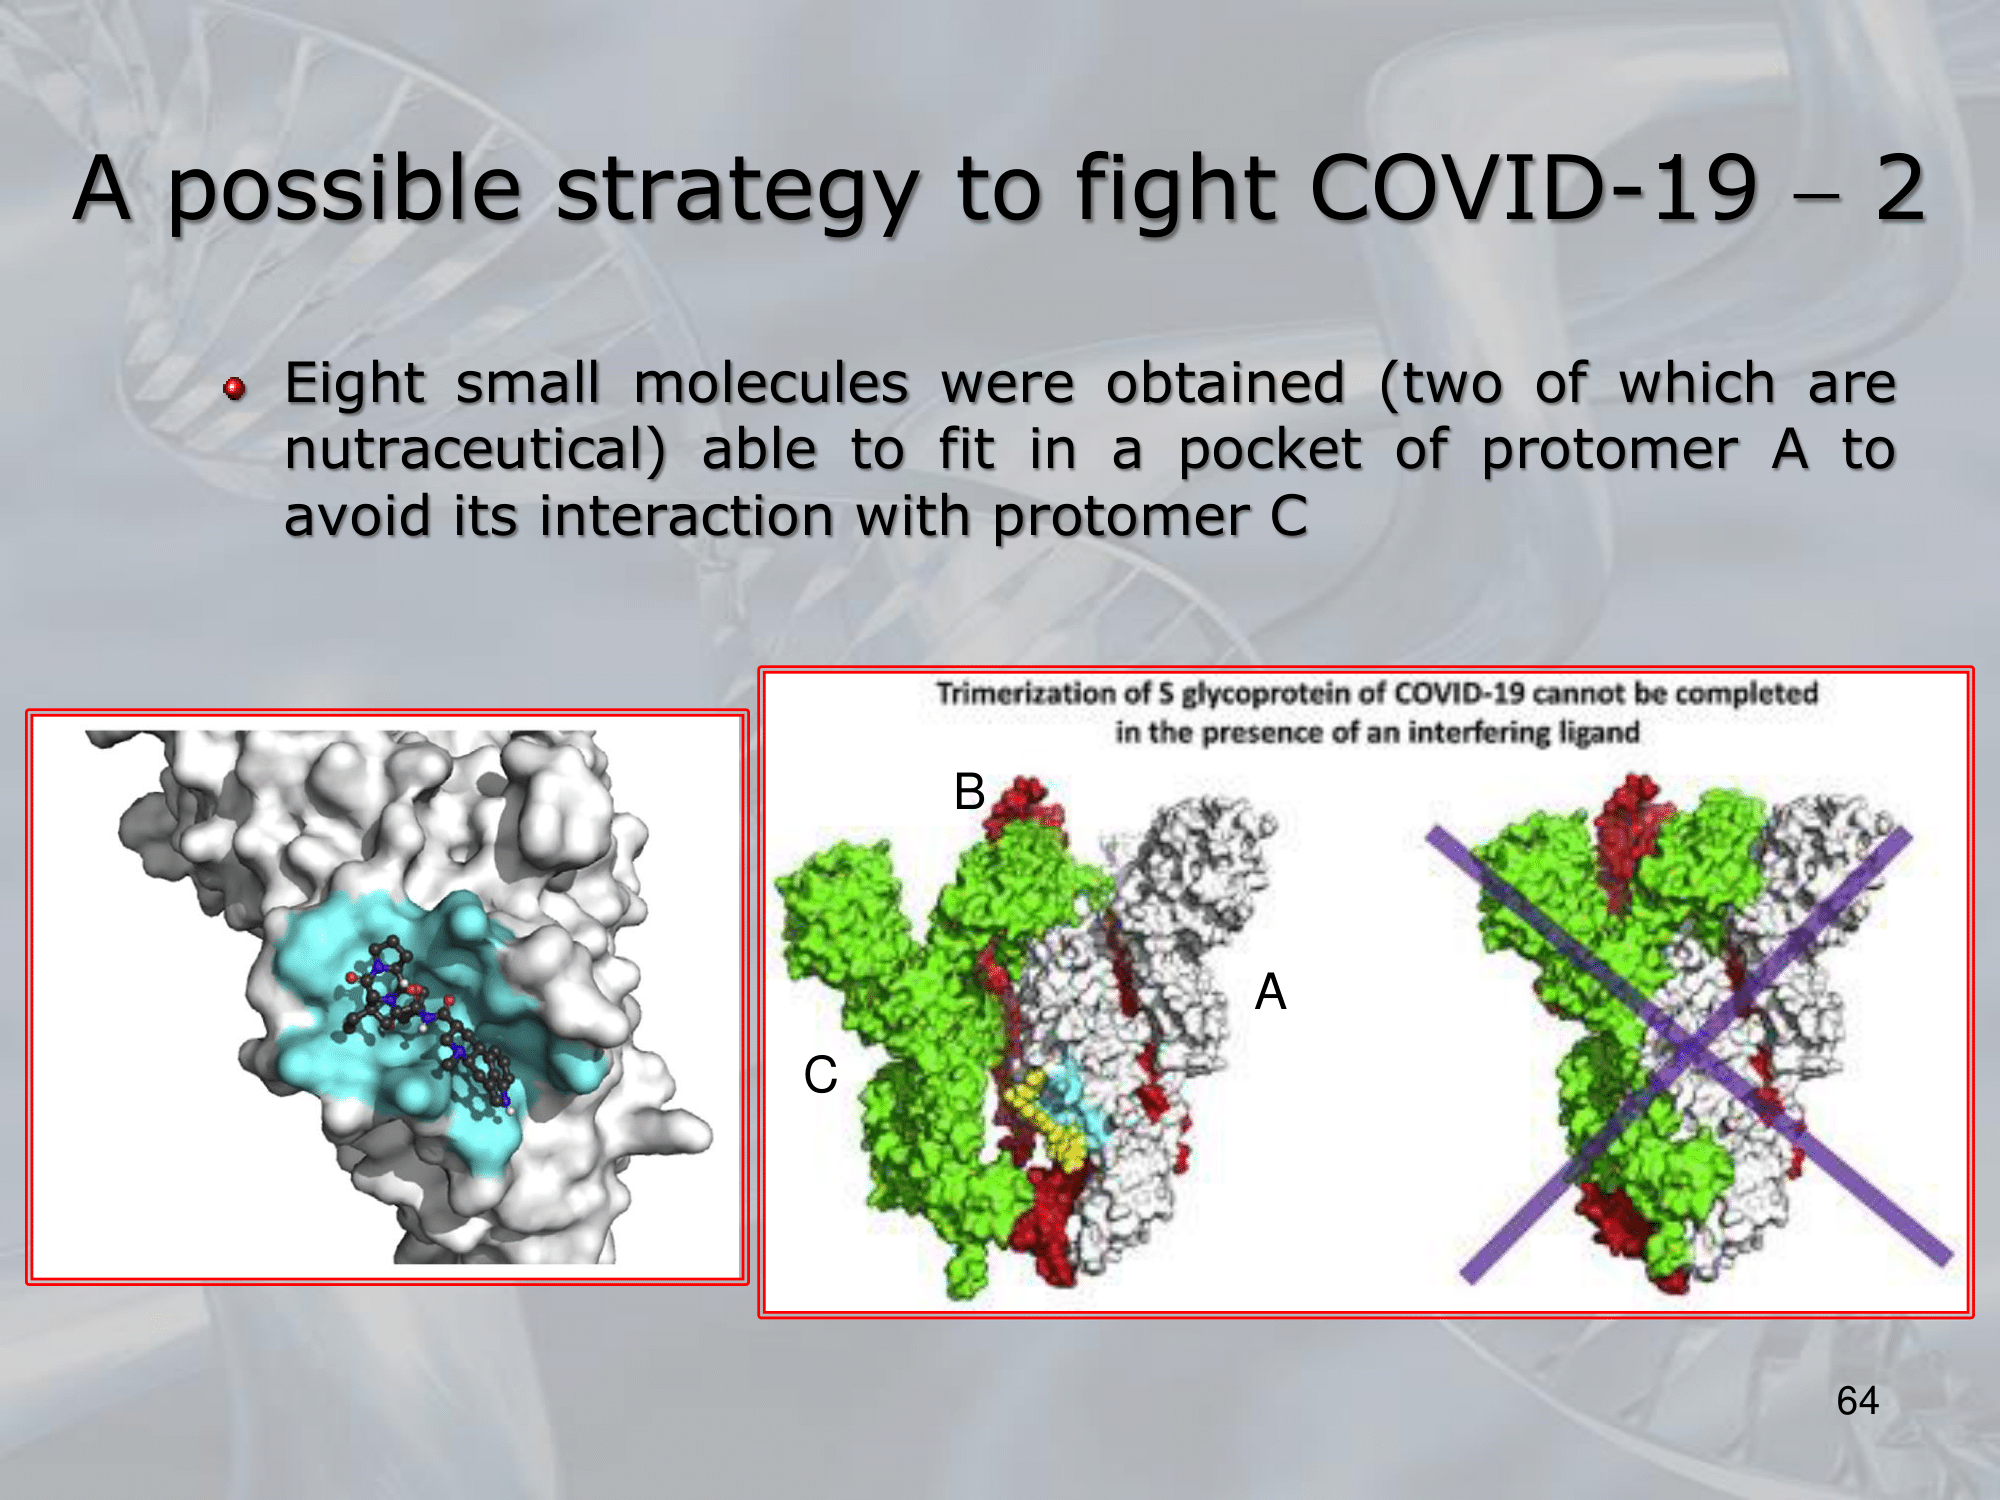 A possible strategy to fight COVID-19 – 2
Eight small molecules were obtained (two of which are
nutraceutical) able to fit in a pocket of protomer A to
avoid its interaction with protomer C
Trimerization of S glycoprotein of COVID-19 cannot be completed
in the presence of an interfering ligand
B
A
C
64